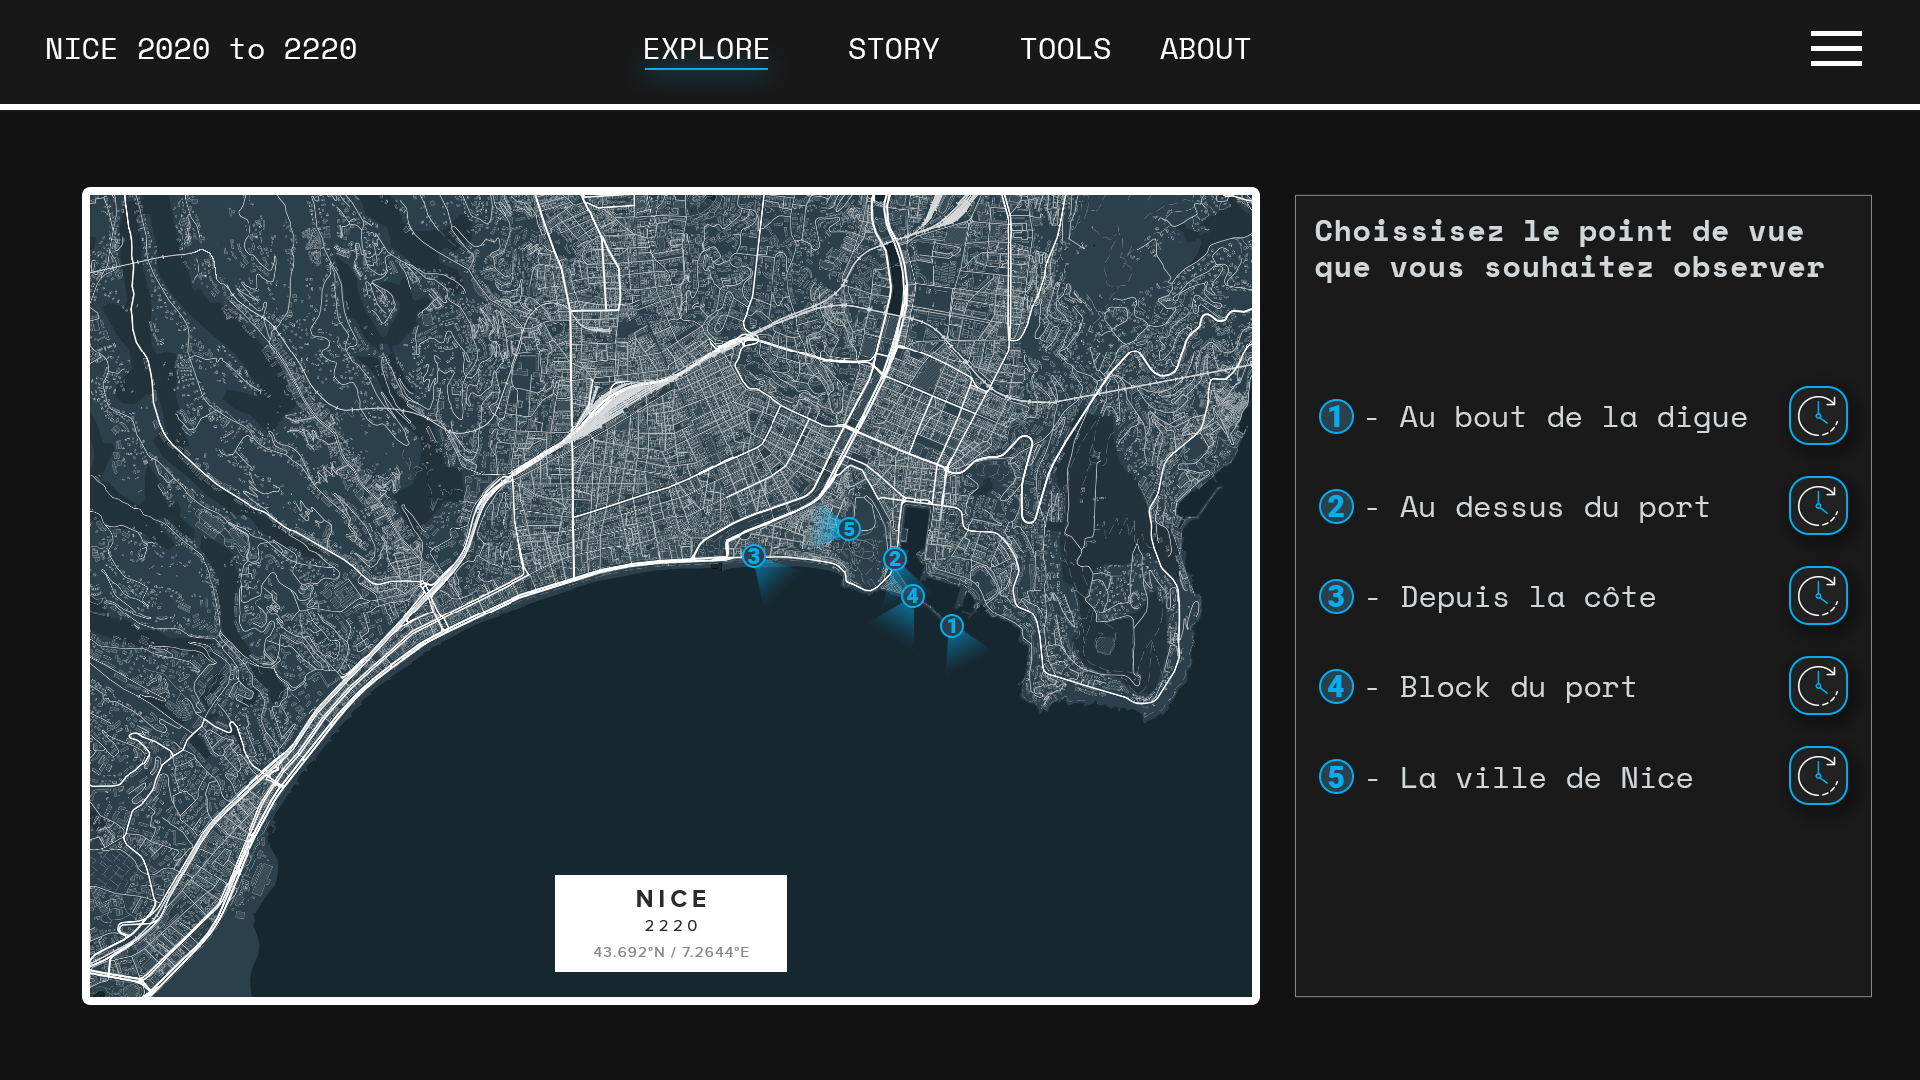 NICE 2020 to 2220
EXPLORE STORY TOOLS ABOUT
Choissisez le point de vue
que vous souhaitez observer
1 - Au bout de la digue
2 - Au dessus du port
3 - Depuis la côte
4 - Block du port
5 - La ville de Nice
5
3
2
4
1
NICE
2220
43.692°N / 7.2644°E